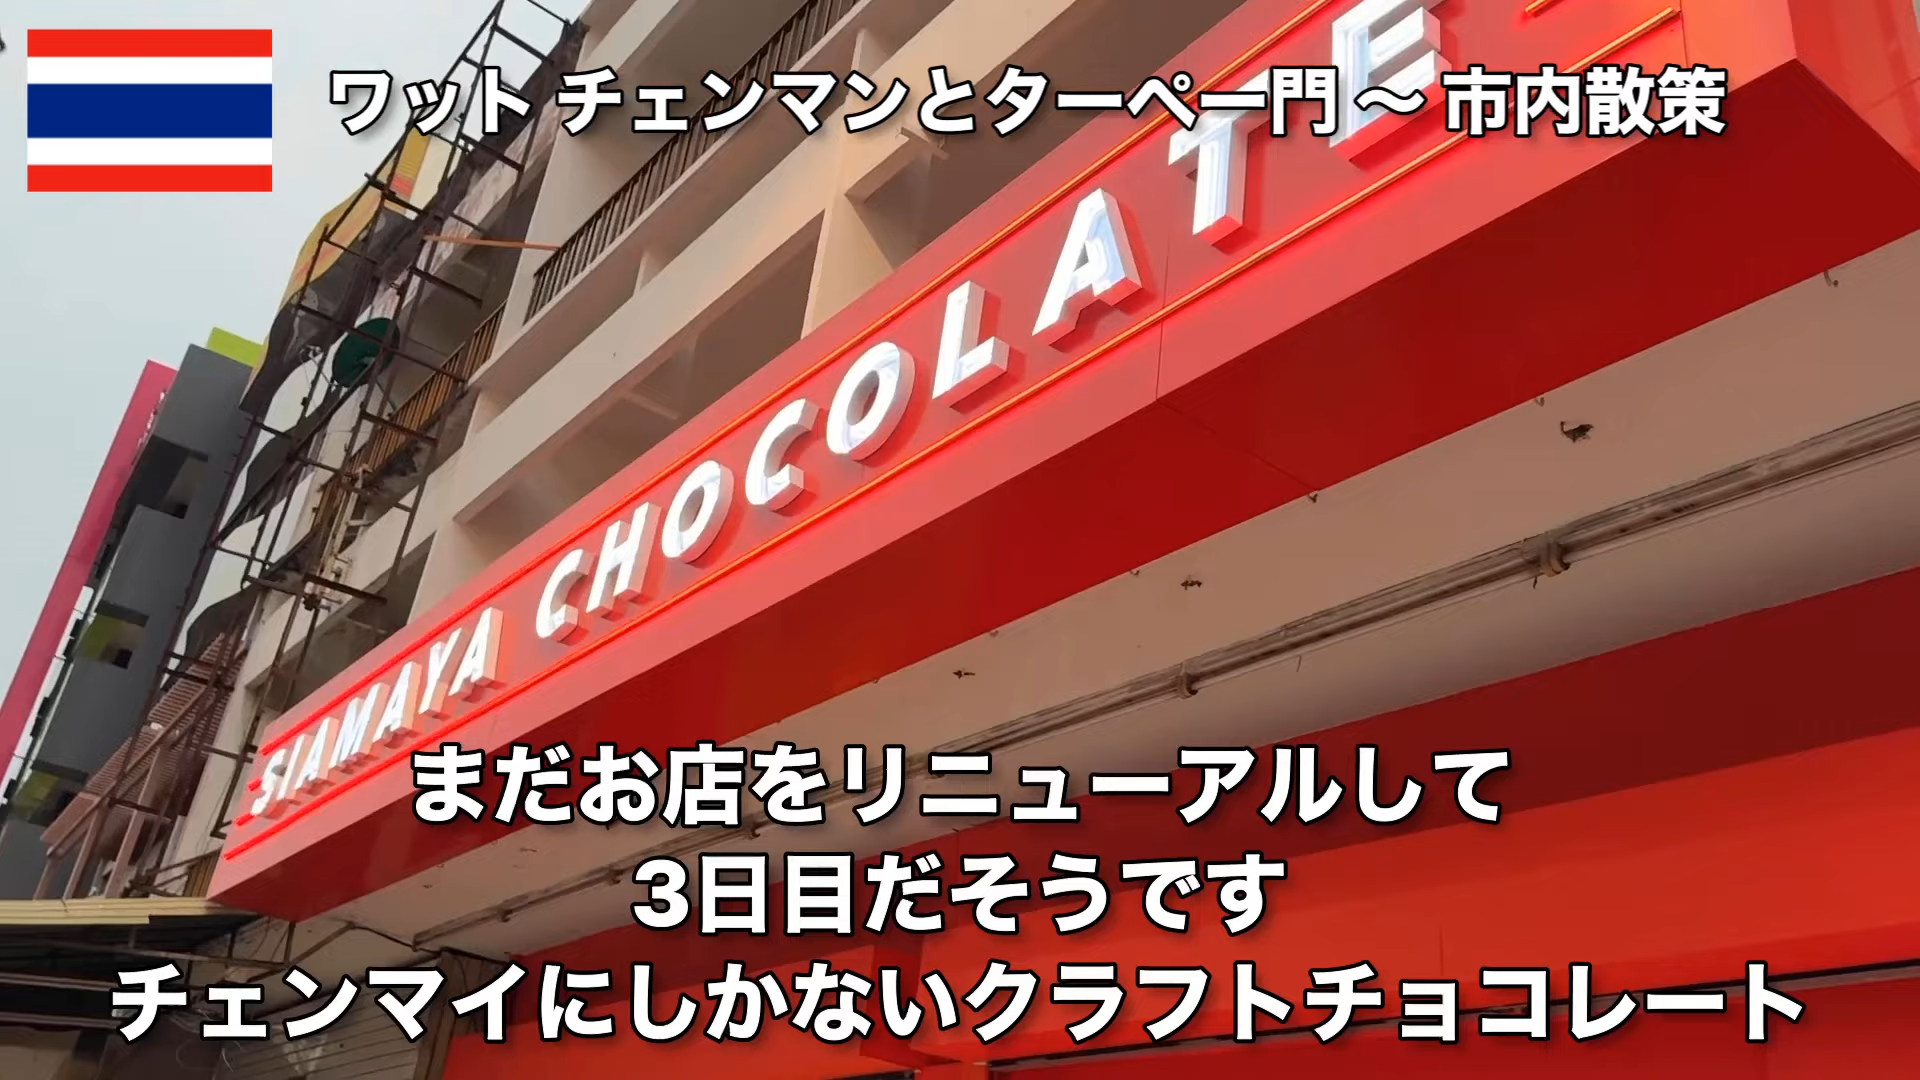 ワット チェンマンとターペー門 〜 市内散策
SIAMAYA CHOCOLATE
まだお店をリニューアルして
3日目だそうです
チェンマイにしかないクラフトチョコレート